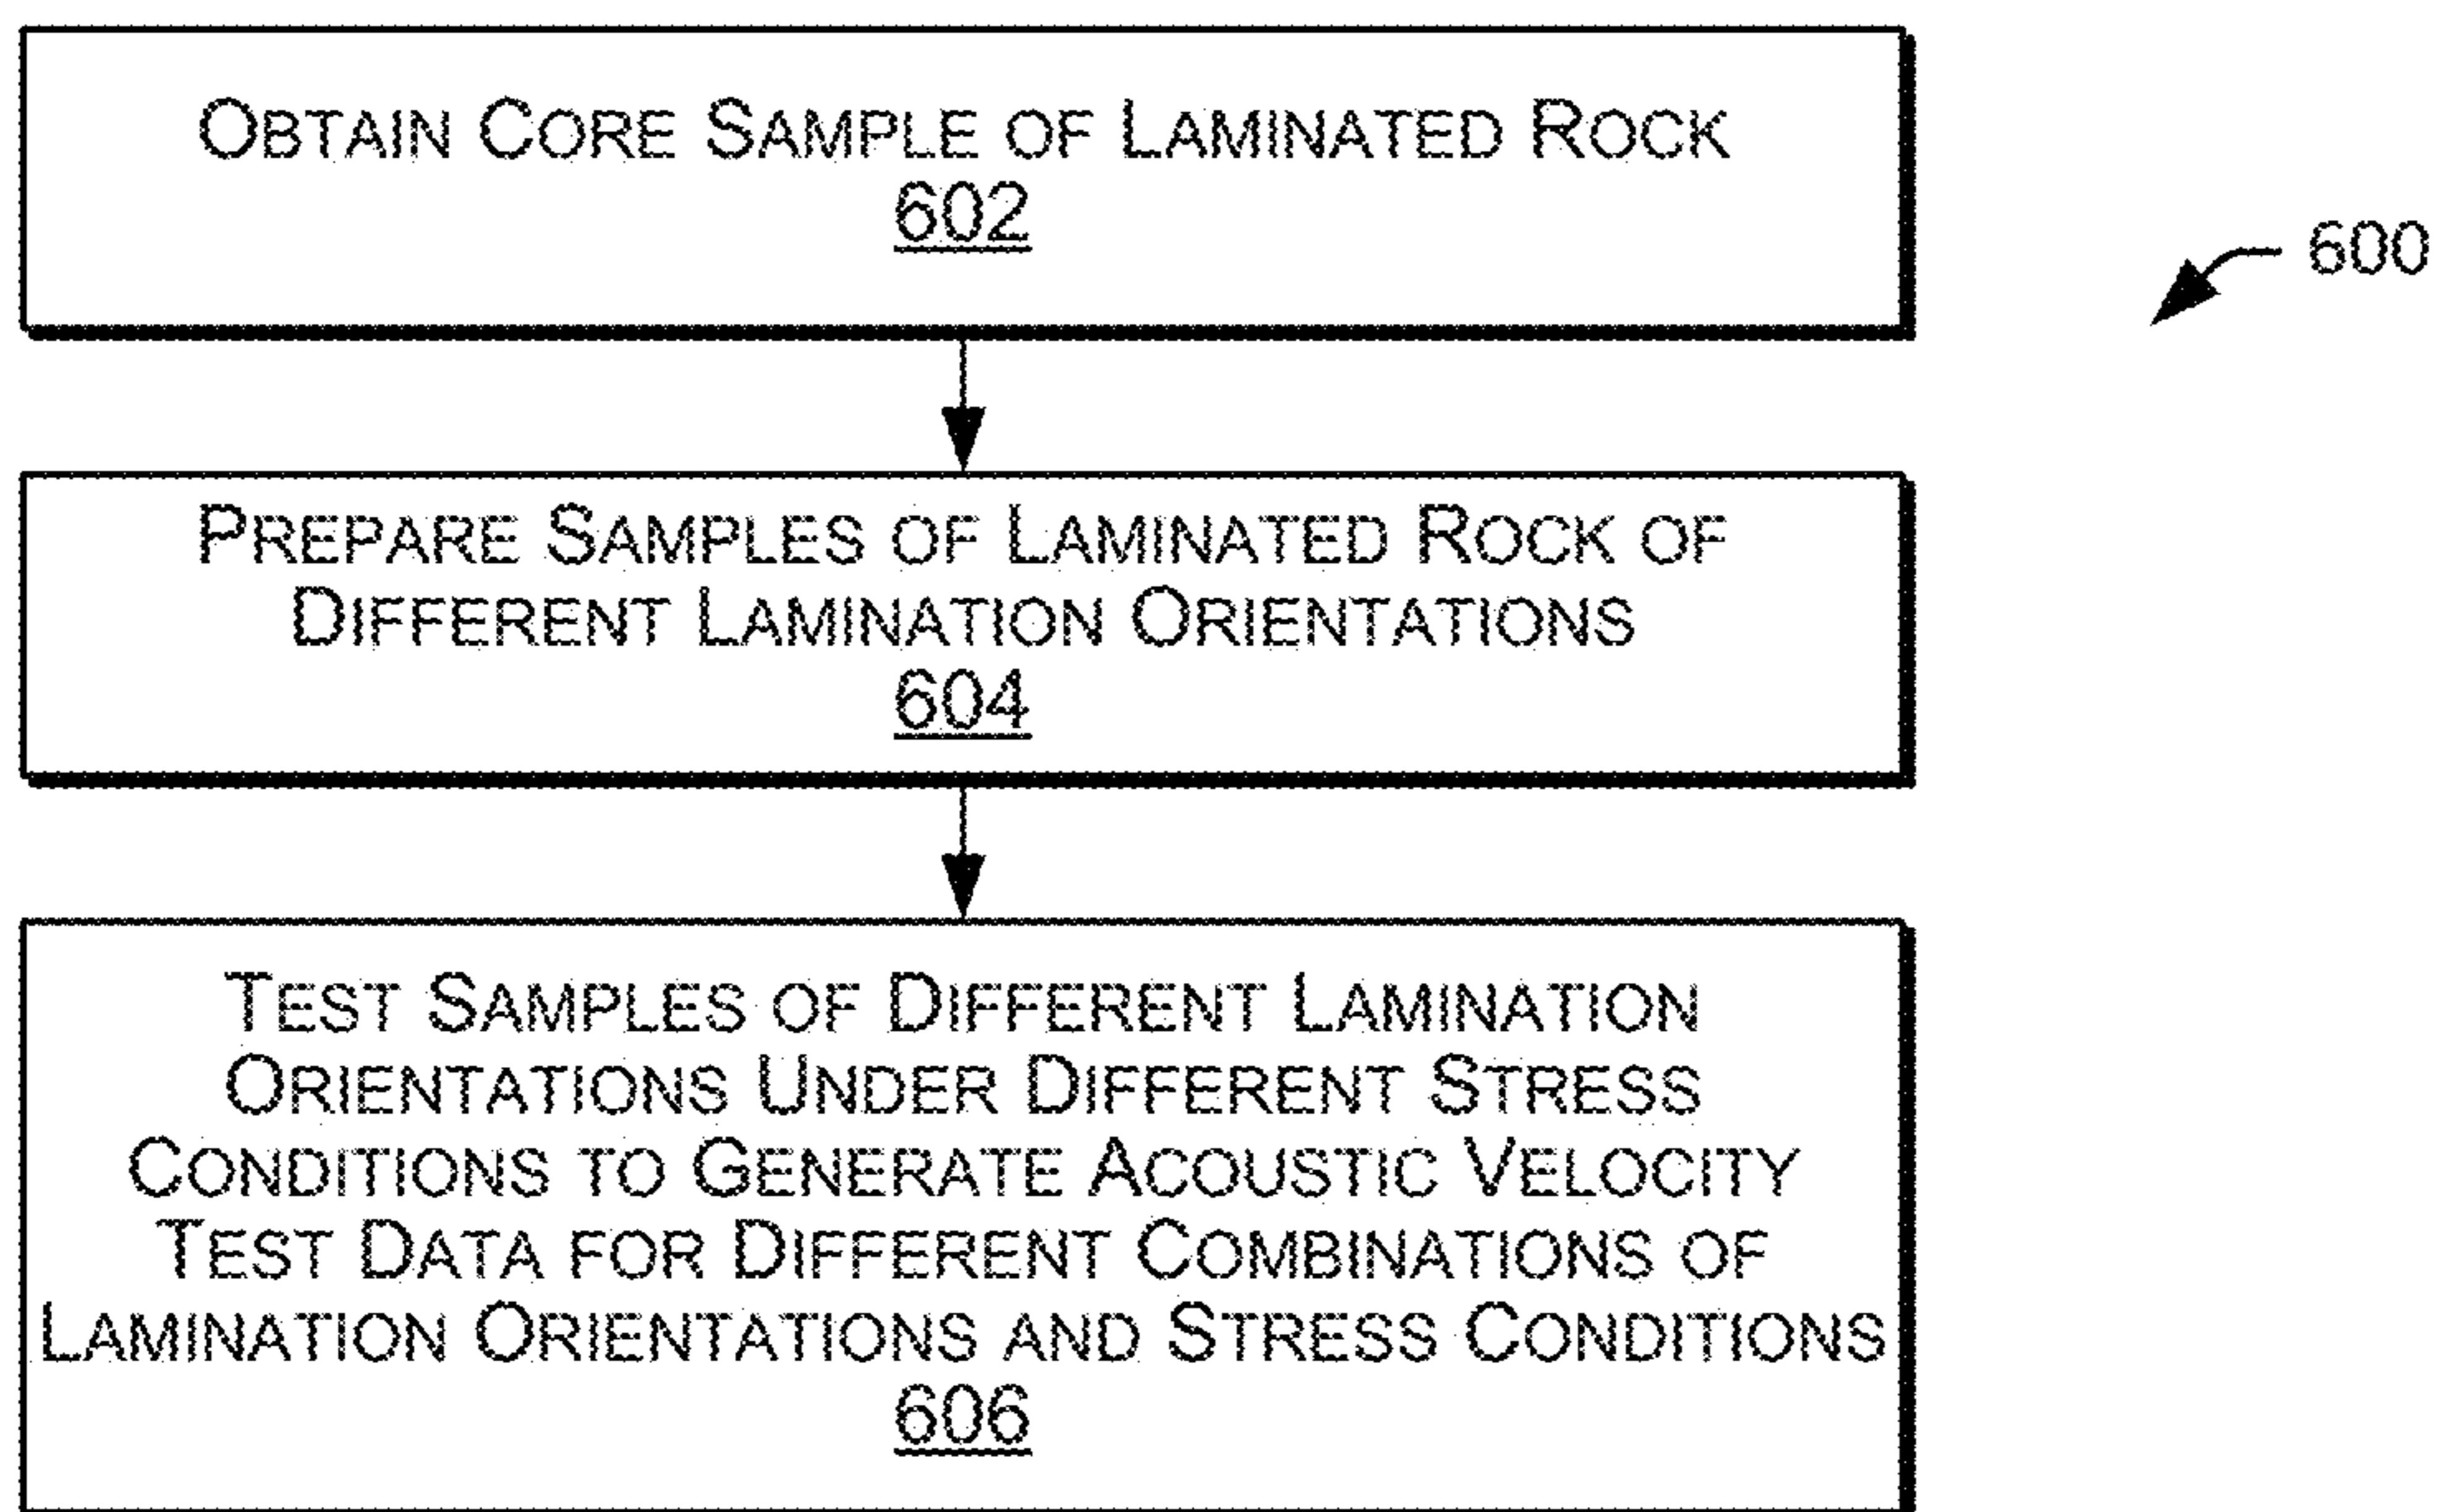 OBTAIN CORE SAMPLE OF LAMINATED ROCK
602
600
PREPARE SAMPLES OF LAMINATED ROCK OF
DIFFERENT LAMINATION ORIENTATIONS
604
TEST SAMPLES OF DIFFERENT LAMINATION
ORIENTATIONS UNDER DIFFERENT STRESS
CONDITIONS TO GENERATE ACOUSTIC VELOCITY
TEST DATA FOR DIFFERENT COMBINATIONS OF
LAMINATION ORIENTATIONS AND STRESS CONDITIONS
606